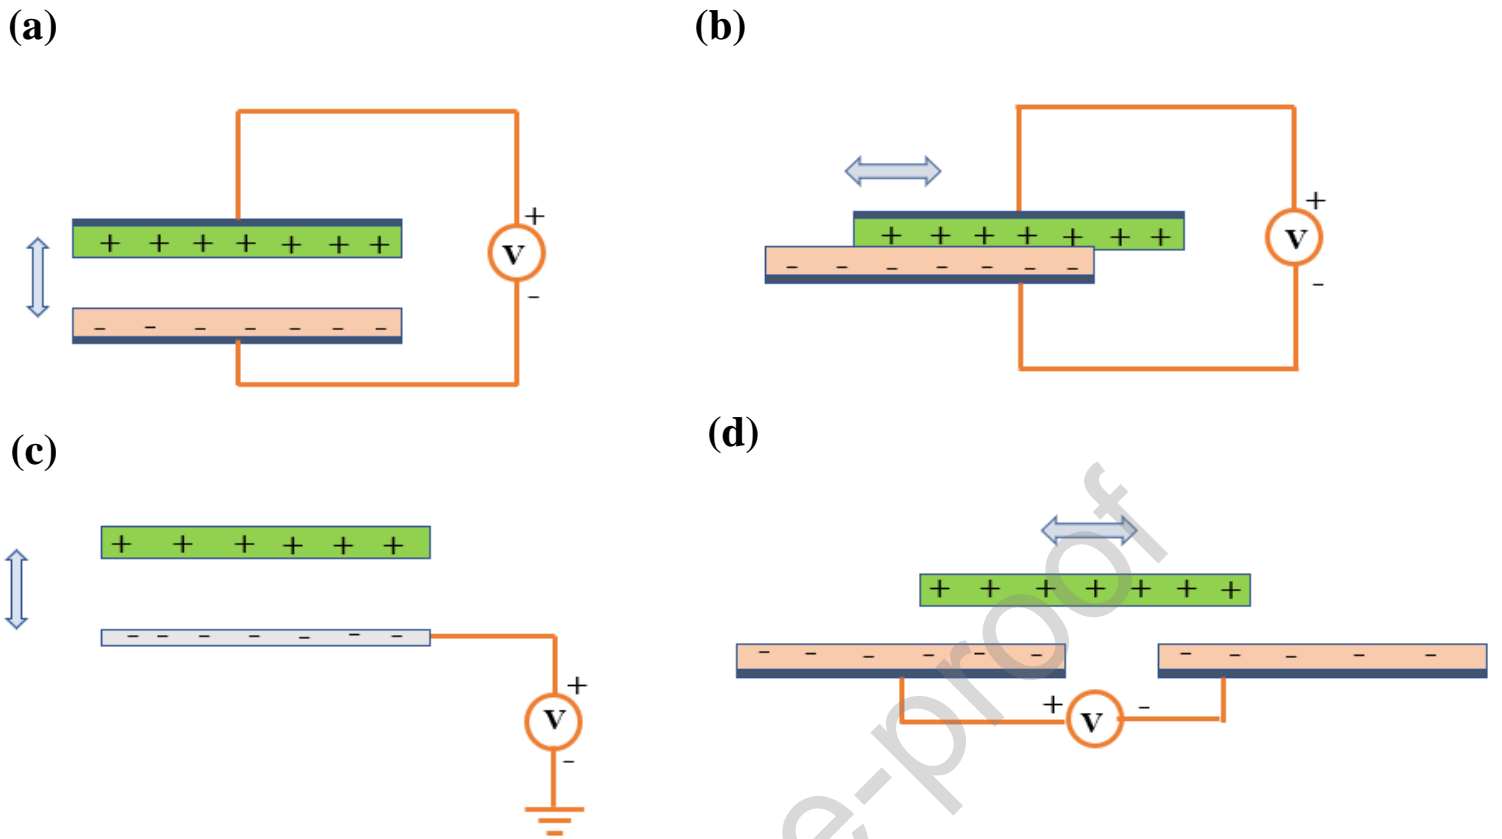 (a)
(b)
+
+ + + + + + +
V
-
- - - - - - -
+
+ + + + + + +
V
-
- - - - - - -
(c)
(d)
+ + + + + +
- - - - - - -
+
V
-
+ + + + + + +
- - - - - -
- - - - -
+
V
-
e-proof